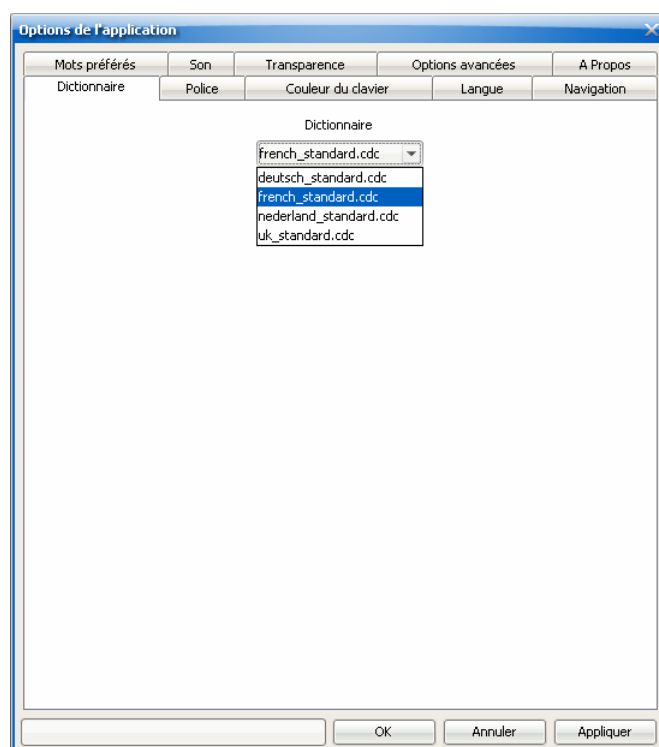 Options de l'application
Mots préférés Son Transparence Options avancées A Propos
Dictionnaire Police Couleur du clavier Langue Navigation
Dictionnaire
french_standard.cdc
deutsch_standard.cdc
french_standard.cdc
nederland_standard.cdc
uk_standard.cdc
OK Annuler Appliquer